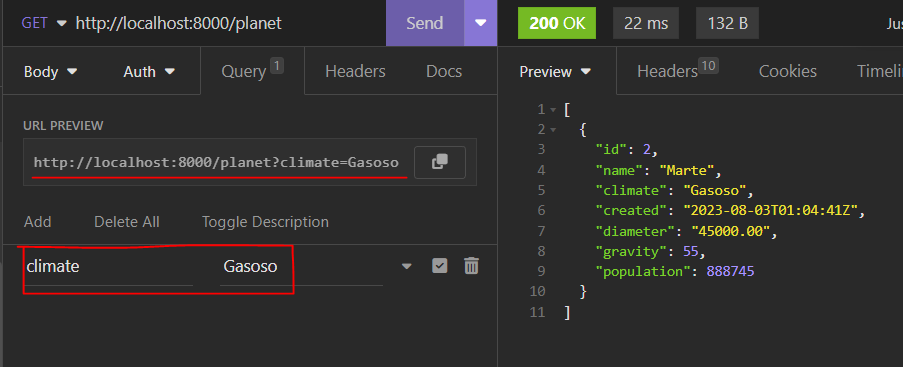 GET http://localhost:8000/planet Send
Body Auth Query 1 Headers Docs
URL PREVIEW
http://localhost:8000/planet?climate=Gasoso
Add Delete All Toggle Description
climate Gasoso
200 OK 22 ms 132 B Jus
Preview Headers 10 Cookies Timelin
1 [
2 {
3 "id": 2,
4 "name": "Marte",
5 "climate": "Gasoso",
6 "created": "2023-08-03T01:04:41Z",
7 "diameter": "45000.00",
8 "gravity": 55,
9 "population": 888745
10 }
11 ]